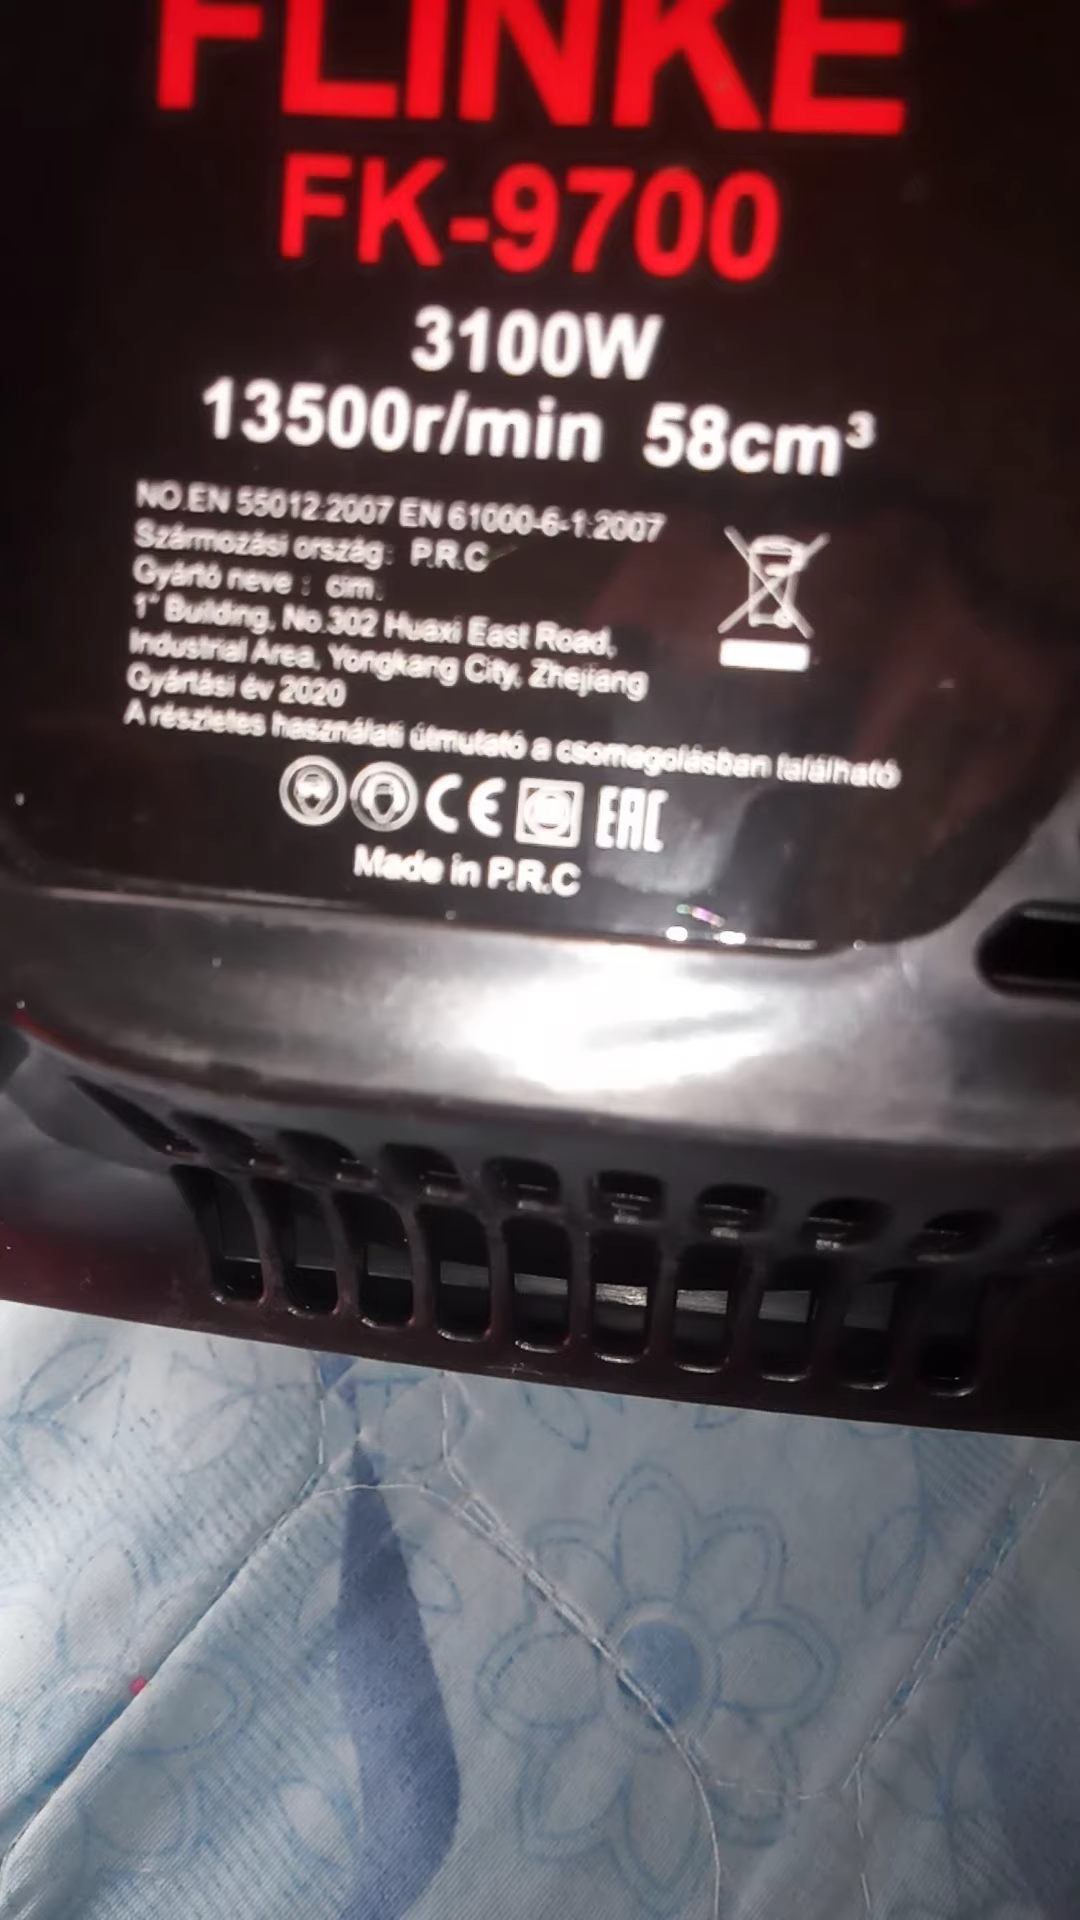 FLINKE
FK-9700
3100W
13500r/min 58cm³
NO.EN 55012:2007 EN 61000-6-1:2007
Származási ország: P.R.C
Gyártó neve : cim:
1" Building, No.302 Huaxi East Road,
Industrial Area, Yongkang City, Zhejiang
Gyártási év 2020
A részletes használati útmutató a csomagolásban található
CE EAC
Made in P.R.C